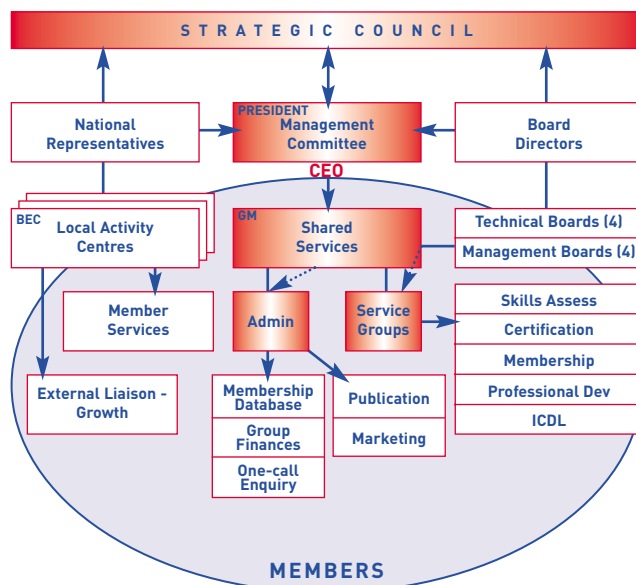 STRATEGIC COUNCIL
National
Representatives
PRESIDENT
Management
Committee
Board
Directors
CEO
BEC
Local Activity
Centres
GM
Shared
Services
Technical Boards (4)
Management Boards (4)
Member
Services
Admin
Service
Groups
Skills Assess
Certification
Membership
Professional Dev
ICDL
External Liaison -
Growth
Membership
Database
Group
Finances
One-call
Enquiry
Publication
Marketing
MEMBERS